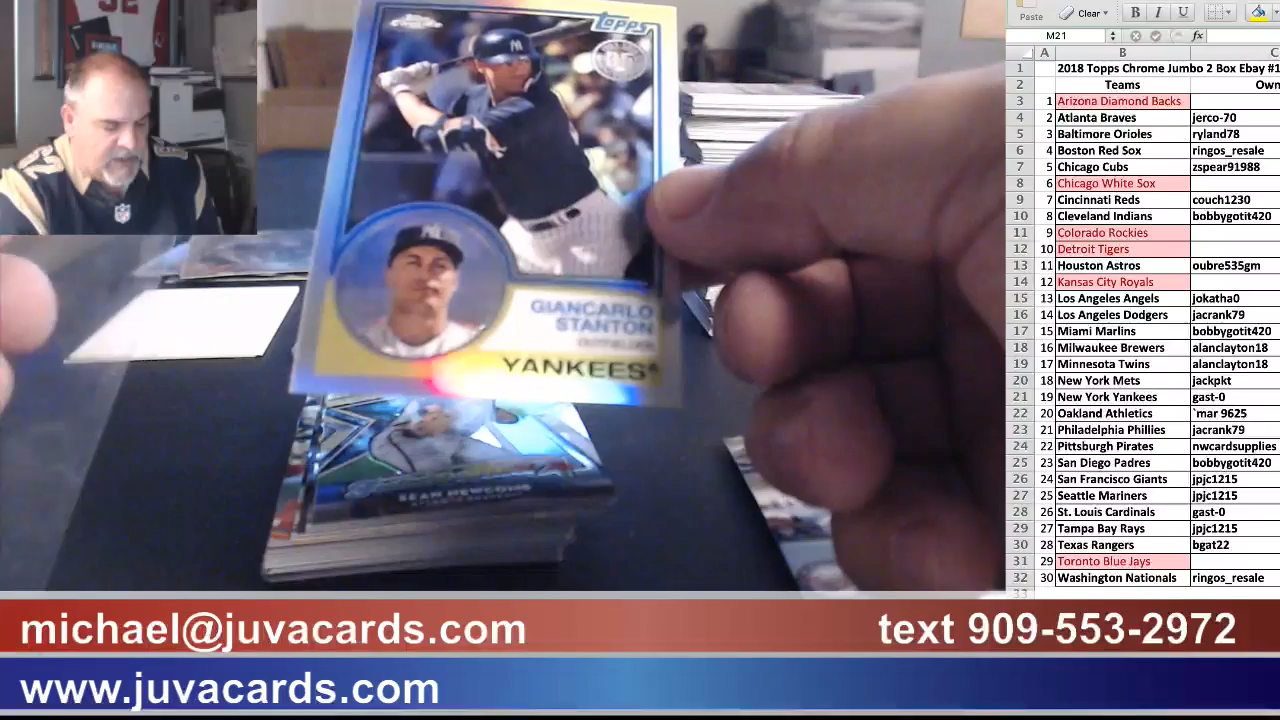 Chrome
topps
GIANCARLO
STANTON
OUTFIELDER
YANKEES
SEAN NEWCOMB
Paste
Clear
B I U
M21
fx
A B C
1 2018 Topps Chrome Jumbo 2 Box Ebay #1
2 Teams Own
3 1 Arizona Diamond Backs
4 2 Atlanta Braves jerco-70
5 3 Baltimore Orioles ryland78
6 4 Boston Red Sox ringos_resale
7 5 Chicago Cubs zspear91988
8 6 Chicago White Sox
9 7 Cincinnati Reds couch1230
10 8 Cleveland Indians bobbygotit420
11 9 Colorado Rockies
12 10 Detroit Tigers
13 11 Houston Astros oubre535gm
14 12 Kansas City Royals
15 13 Los Angeles Angels jokatha0
16 14 Los Angeles Dodgers jacrank79
17 15 Miami Marlins bobbygotit420
18 16 Milwaukee Brewers alanclayton18
19 17 Minnesota Twins alanclayton18
20 18 New York Mets jackpkt
21 19 New York Yankees gast-0
22 20 Oakland Athletics `mar 9625
23 21 Philadelphia Phillies jacrank79
24 22 Pittsburgh Pirates nwcardsupplies
25 23 San Diego Padres bobbygotit420
26 24 San Francisco Giants jpjc1215
27 25 Seattle Mariners jpjc1215
28 26 St. Louis Cardinals gast-0
29 27 Tampa Bay Rays jpjc1215
30 28 Texas Rangers bgat22
31 29 Toronto Blue Jays
32 30 Washington Nationals ringos_resale
33
michael@juvacards.com
text 909-553-2972
www.juvacards.com